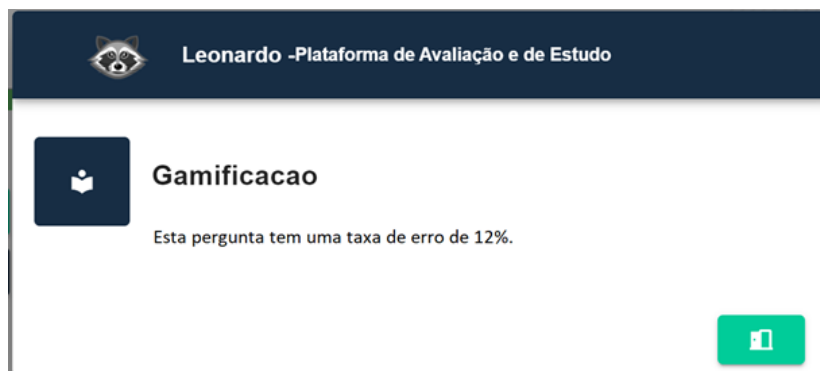 Leonardo -Plataforma de Avaliação e de Estudo
Gamificacao
Esta pergunta tem uma taxa de erro de 12%.